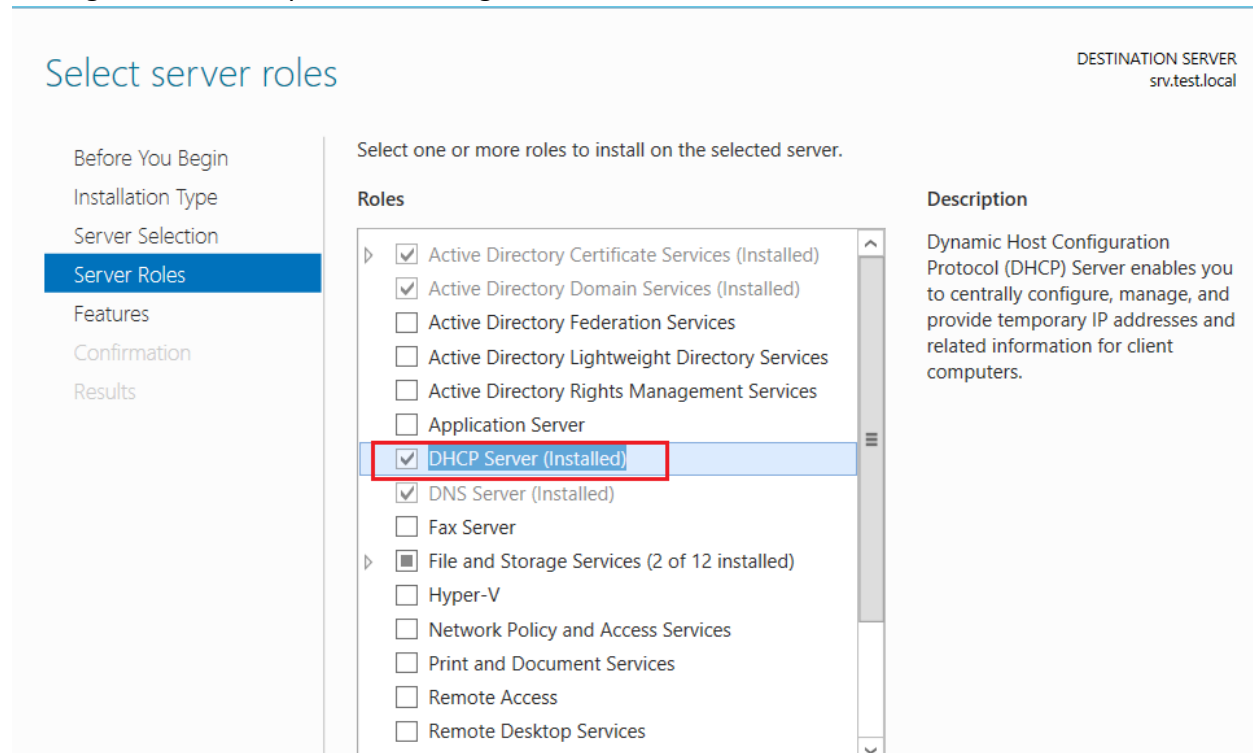 Select server roles
DESTINATION SERVER
srv.test.local
Before You Begin
Installation Type
Server Selection
Server Roles
Features
Confirmation
Results
Select one or more roles to install on the selected server.
Roles
Active Directory Certificate Services (Installed)
Active Directory Domain Services (Installed)
Active Directory Federation Services
Active Directory Lightweight Directory Services
Active Directory Rights Management Services
Application Server
DHCP Server (Installed)
DNS Server (Installed)
Fax Server
File and Storage Services (2 of 12 installed)
Hyper-V
Network Policy and Access Services
Print and Document Services
Remote Access
Remote Desktop Services
Description
Dynamic Host Configuration
Protocol (DHCP) Server enables you
to centrally configure, manage, and
provide temporary IP addresses and
related information for client
computers.